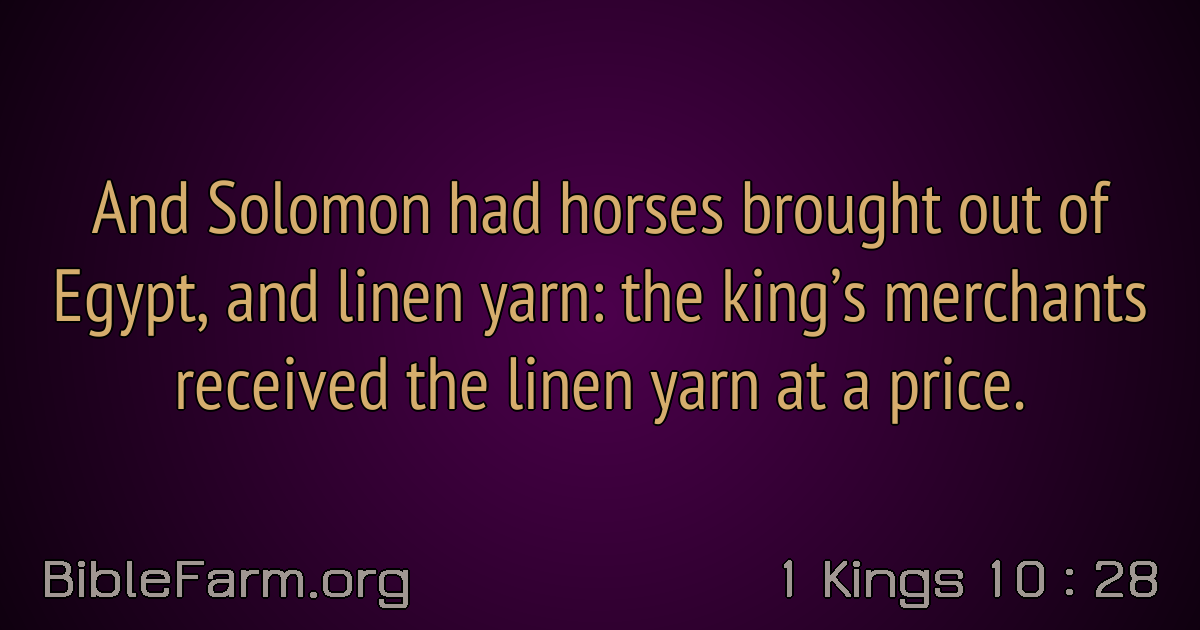 And Solomon had horses brought out of
Egypt, and linen yarn: the king’s merchants
received the linen yarn at a price.
BibleFarm.org
1 Kings 10 : 28